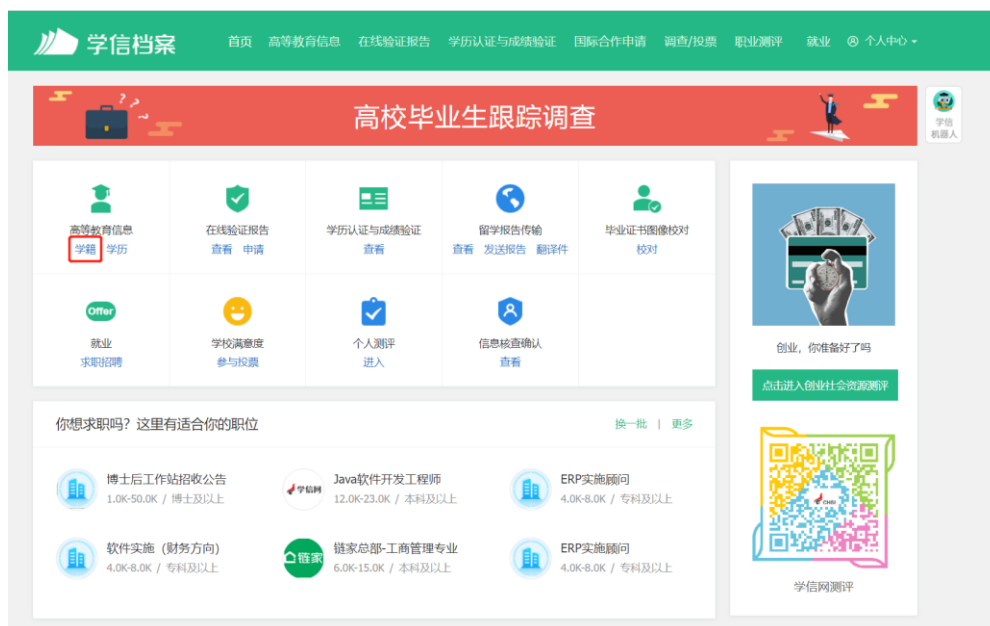 学信档案
首页 高等教育信息 在线验证报告 学历认证与成绩验证 国际合作申请 调查/投票 职业测评 就业 个人中心
高校毕业生跟踪调查
学信
机器人
高等教育信息
学籍 学历
在线验证报告
查看 申请
学历认证与成绩验证
查看
留学报告传输
查看 发送报告 翻译件
毕业证书图像校对
校对
Offer
就业
求职招聘
学校满意度
参与投票
个人测评
进入
信息核查确认
查看
创业，你准备好了吗
点击进入创业社会资源测评
你想求职吗？这里有适合你的职位
换一批 | 更多
博士后工作站招收公告
1.0K-50.0K / 博士及以上
学信网
Java软件开发工程师
12.0K-23.0K / 本科及以上
ERP实施顾问
4.0K-8.0K / 专科及以上
软件实施（财务方向）
4.0K-8.0K / 专科及以上
链家
链家总部-工商管理专业
6.0K-15.0K / 本科及以上
ERP实施顾问
4.0K-8.0K / 专科及以上
CHSI
学信网测评